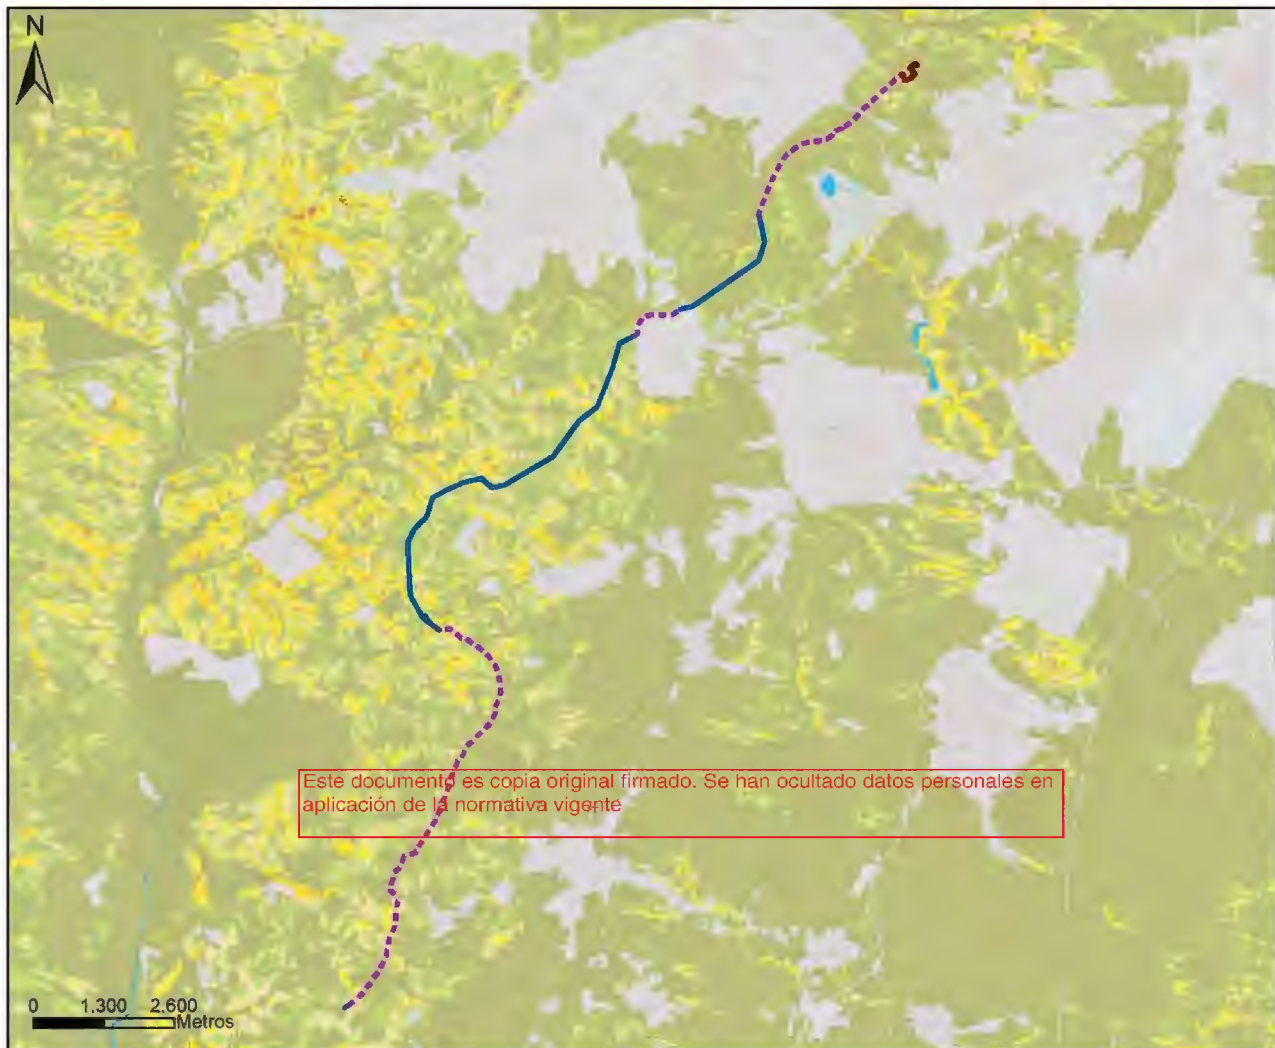 N
Este documento es copia original firmado. Se han ocultado datos personales en
aplicación de la normativa vigente
0 1.300 2.600
Metros